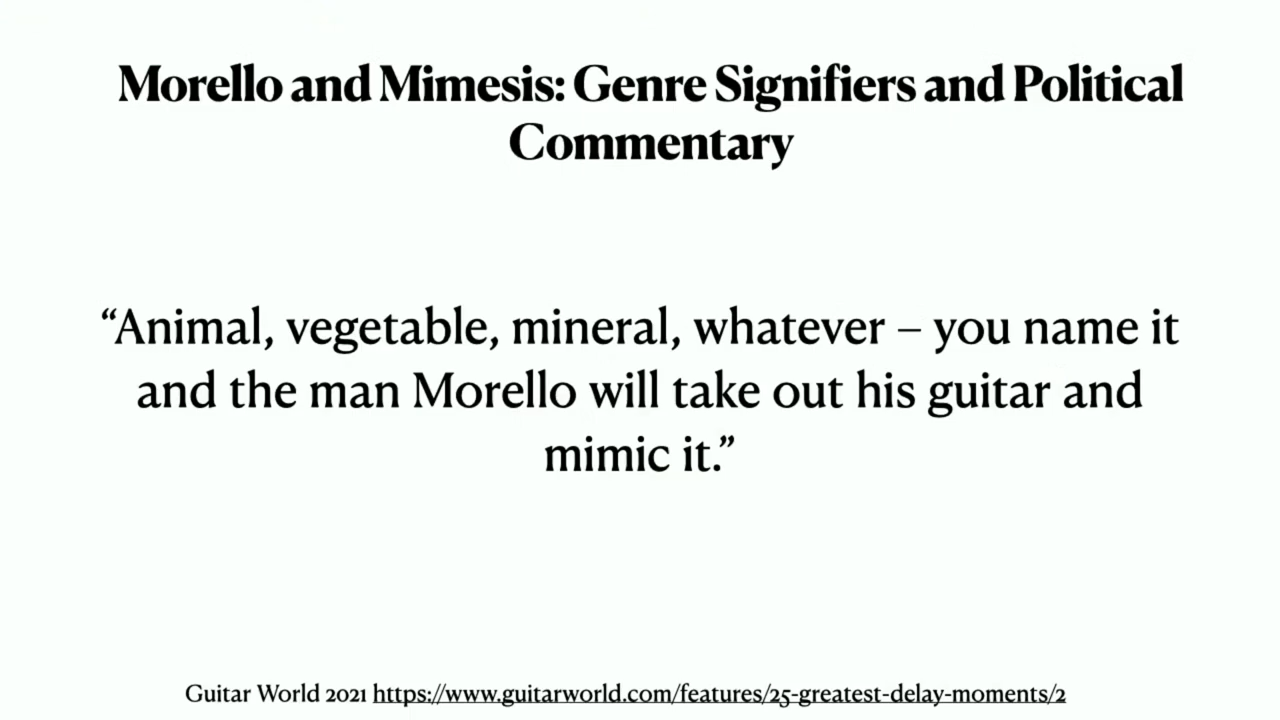 Morello and Mimesis: Genre Signifiers and Political
Commentary
“Animal, vegetable, mineral, whatever – you name it
and the man Morello will take out his guitar and
mimic it.”
Guitar World 2021 https://www.guitarworld.com/features/25-greatest-delay-moments/2